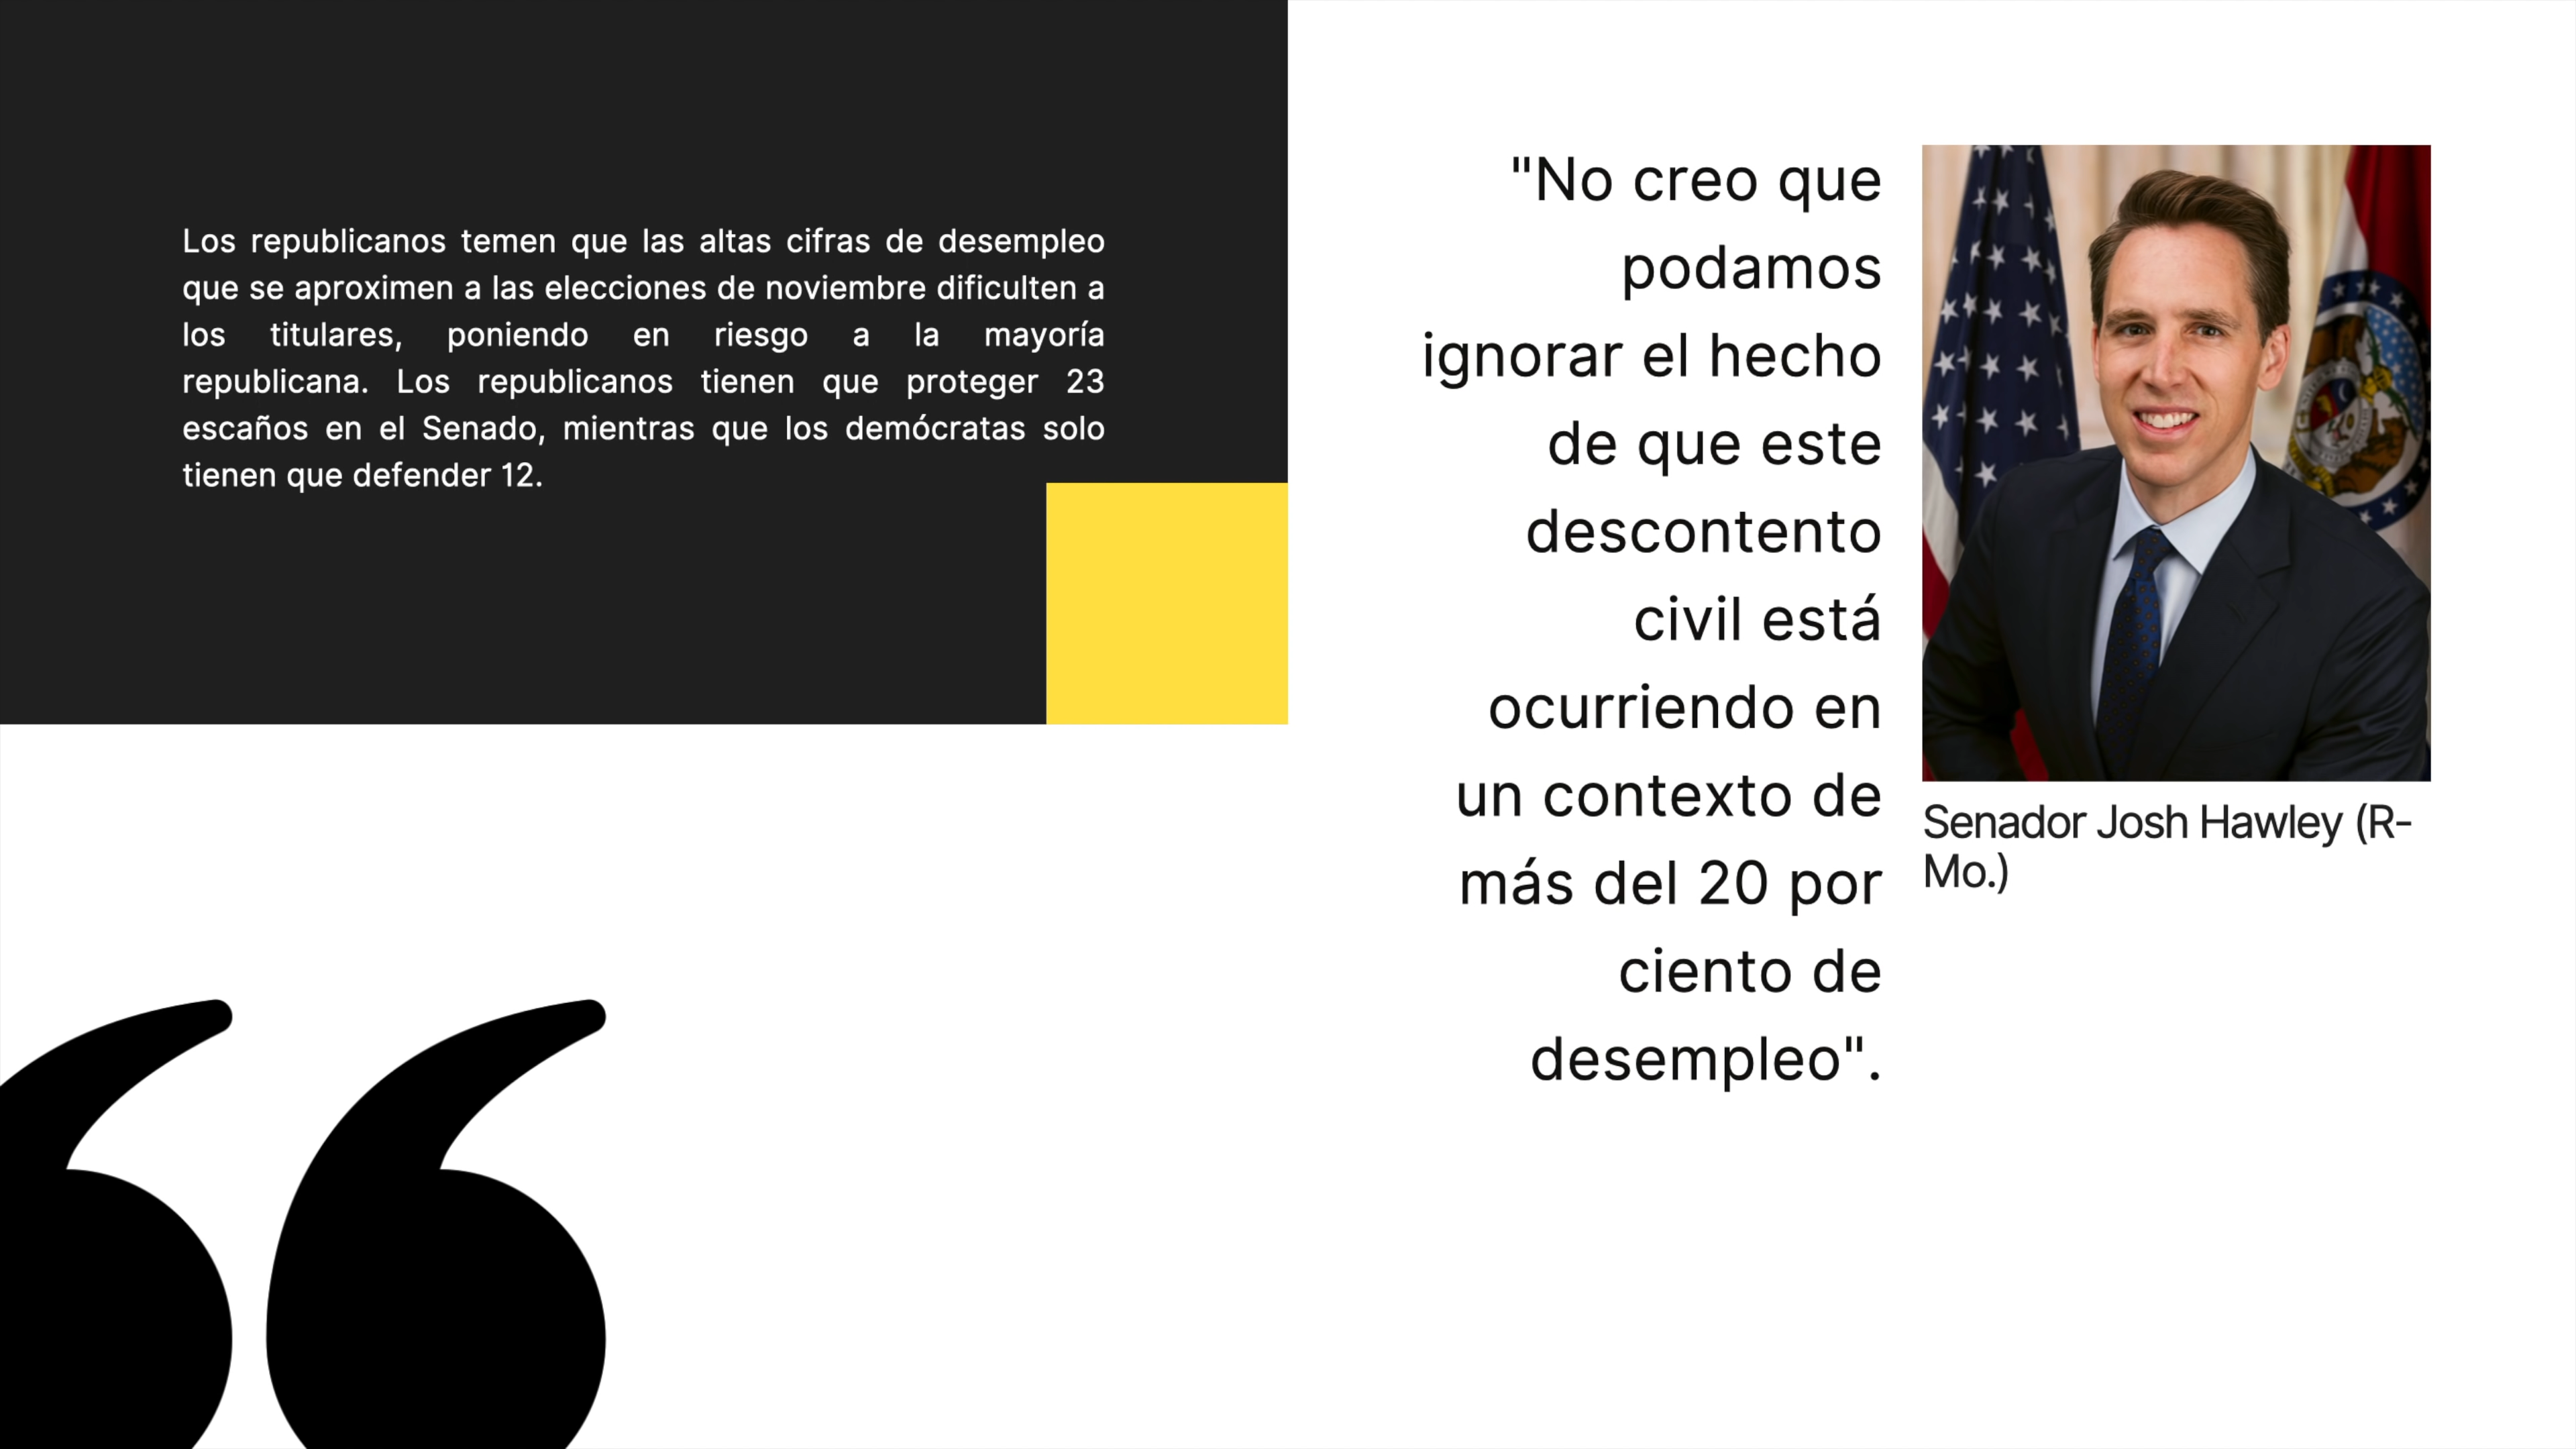 Los republicanos temen que las altas cifras de desempleo
que se aproximen a las elecciones de noviembre dificulten a
los titulares, poniendo en riesgo a la mayoría
republicana. Los republicanos tienen que proteger 23
escaños en el Senado, mientras que los demócratas solo
tienen que defender 12.
"No creo que
podamos
ignorar el hecho
de que este
descontento
civil está
ocurriendo en
un contexto de
más del 20 por
ciento de
desempleo".
Senador Josh Hawley (R-
Mo.)